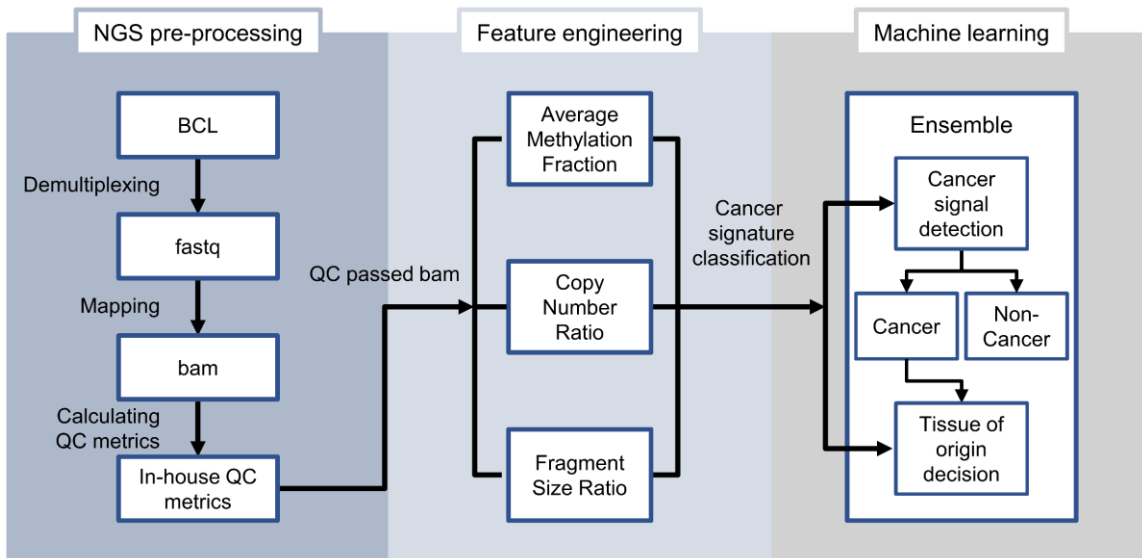 NGS pre-processing
BCL
Demultiplexing
fastq
Mapping
bam
Calculating
QC metrics
In-house QC
metrics
QC passed bam
Feature engineering
Average
Methylation
Fraction
Copy
Number
Ratio
Fragment
Size Ratio
Cancer
signature
classification
Machine learning
Ensemble
Cancer
signal
detection
Cancer
Non-
Cancer
Tissue of
origin
decision